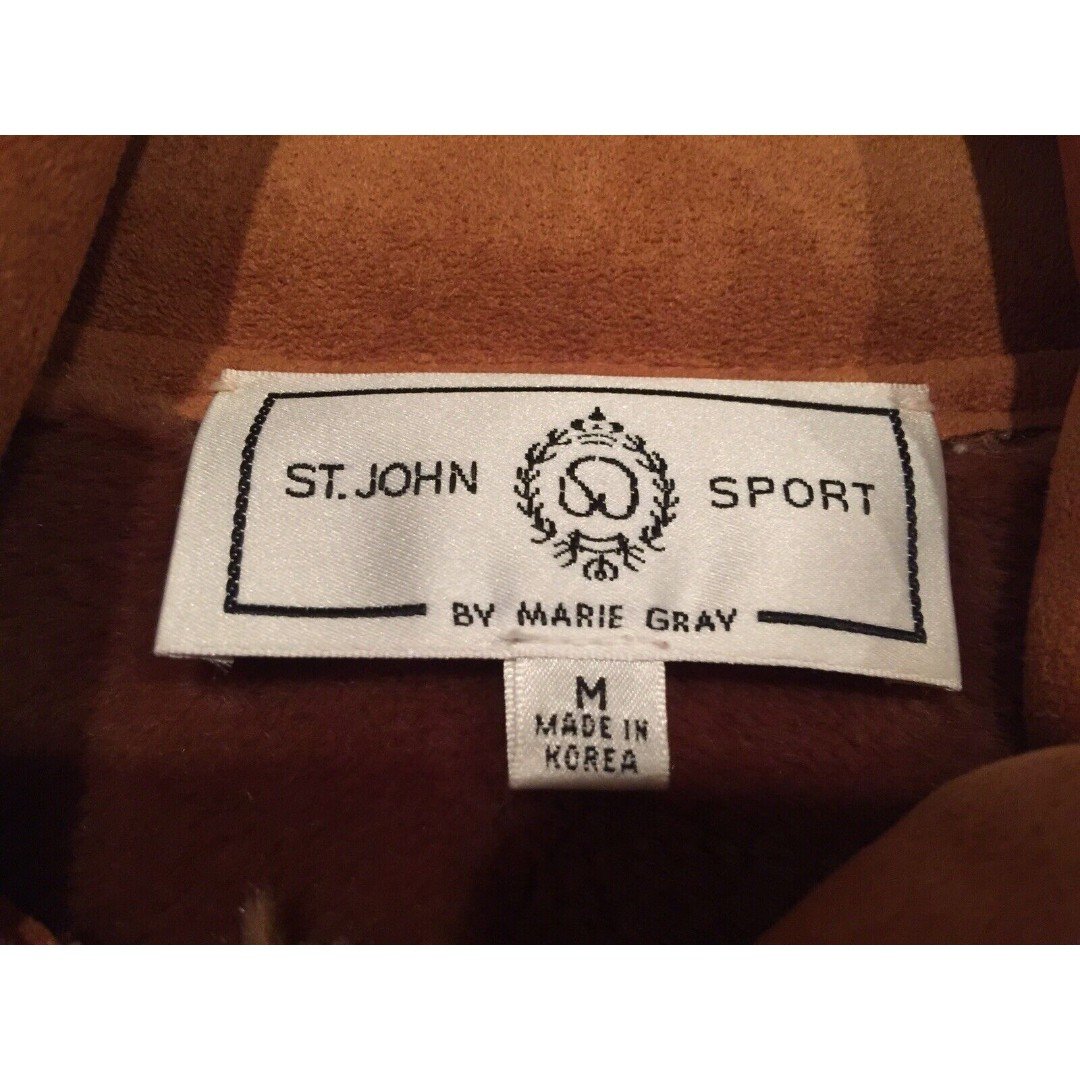 ST. JOHN SPORT
BY MARIE GRAY
M
MADE IN
KOREA